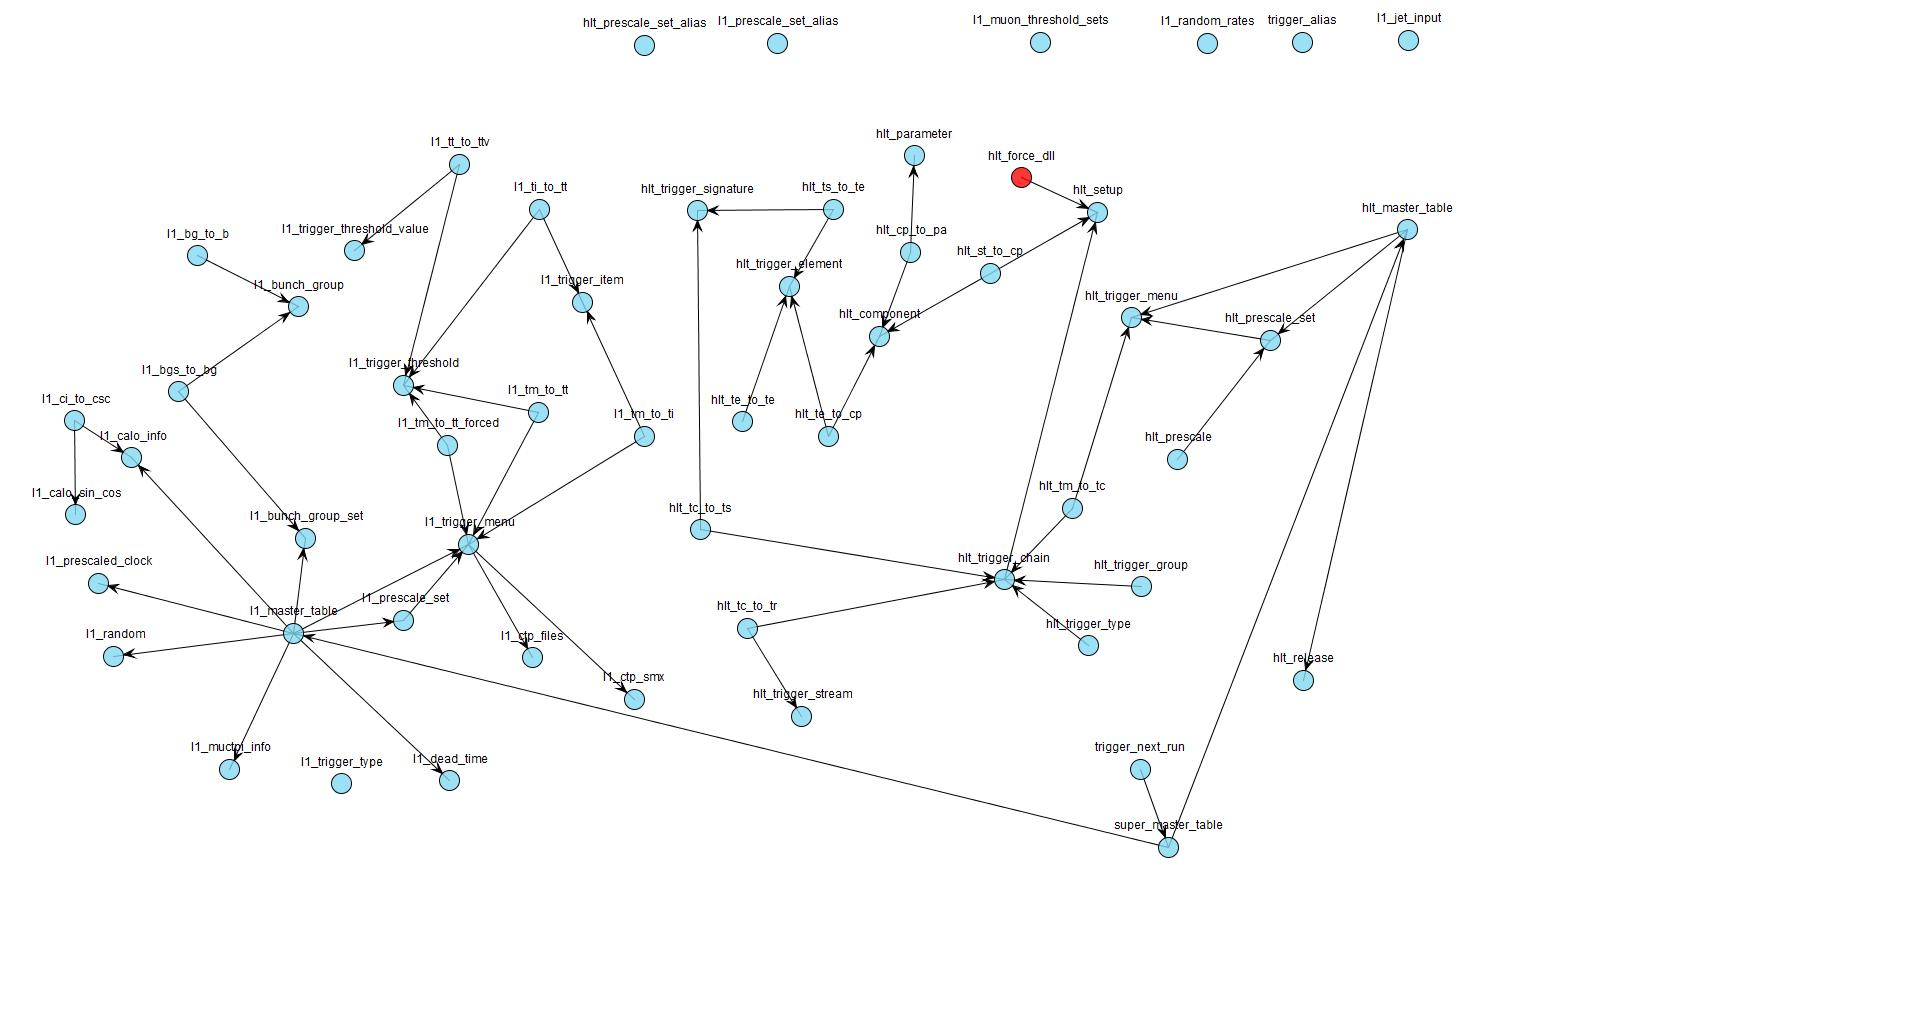 hlt_prescale_set_alias
l1_prescale_set_alias
l1_muon_threshold_sets
l1_random_rates
trigger_alias
l1_jet_input
l1_tt_to_ttv
hlt_parameter
hlt_force_dll
l1_ti_to_tt
hlt_trigger_signature
hlt_ts_to_te
hlt_setup
hlt_master_table
l1_bg_to_b
l1_trigger_threshold_value
hlt_cp_to_pa
hlt_st_to_cp
hlt_trigger_element
l1_bunch_group
l1_trigger_item
hlt_trigger_menu
hlt_component
hlt_prescale_set
l1_bgs_to_bg
l1_trigger_threshold
l1_ci_to_csc
l1_tm_to_tt
hlt_te_to_te
l1_tm_to_tt_forced
l1_tm_to_ti
hlt_te_to_cp
l1_calo_info
hlt_prescale
l1_calo_sin_cos
hlt_tm_to_tc
l1_bunch_group_set
l1_trigger_menu
hlt_tc_to_ts
l1_prescaled_clock
hlt_trigger_chain
hlt_trigger_group
l1_master_table
l1_prescale_set
hlt_tc_to_tr
l1_random
l1_ctp_files
hlt_trigger_type
hlt_release
l1_ctp_smx
hlt_trigger_stream
l1_muctpi_info
l1_trigger_type
l1_dead_time
trigger_next_run
super_master_table